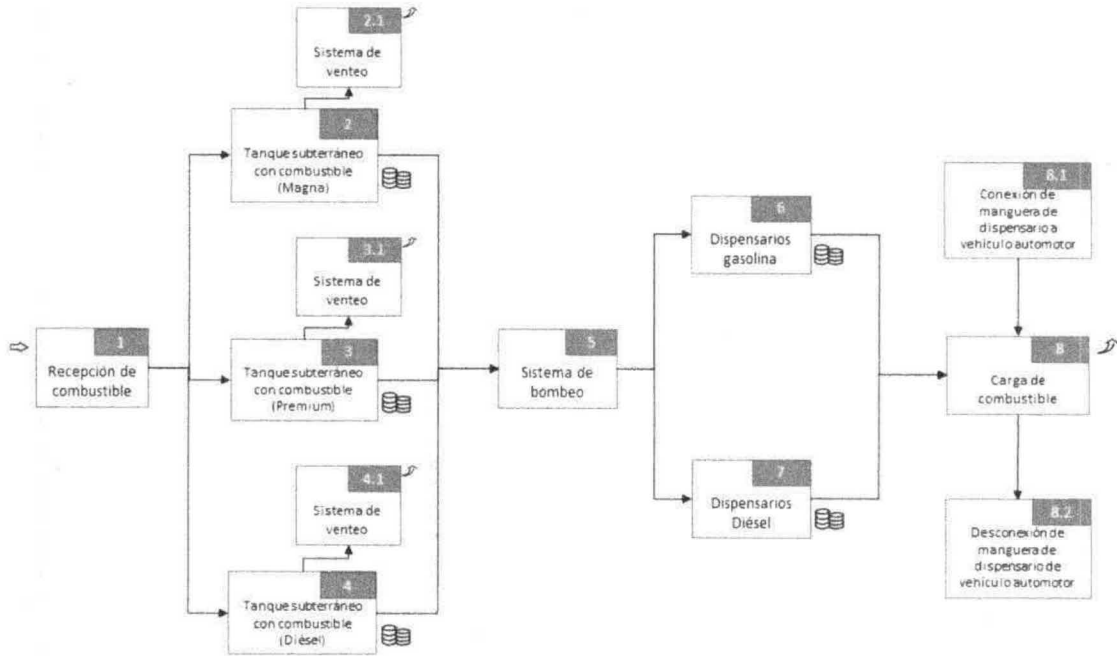 2.1
Sistema de
venteo
2
Tanque subterráneo
con combustible
(Magna)
3.1
Sistema de
venteo
1
Recepción de
combustible
3
Tanque subterráneo
con combustible
(Premium)
4.1
Sistema de
venteo
4
Tanque subterráneo
con combustible
(Diésel)
5
Sistema de
bombeo
6
Dispensarios
gasolina
7
Dispensarios
Diésel
8.1
Conexión de
manguera de
dispensario a
vehículo automotor
8
Carga de
combustible
8.2
Desconexión de
manguera de
dispensario de
vehículo automotor